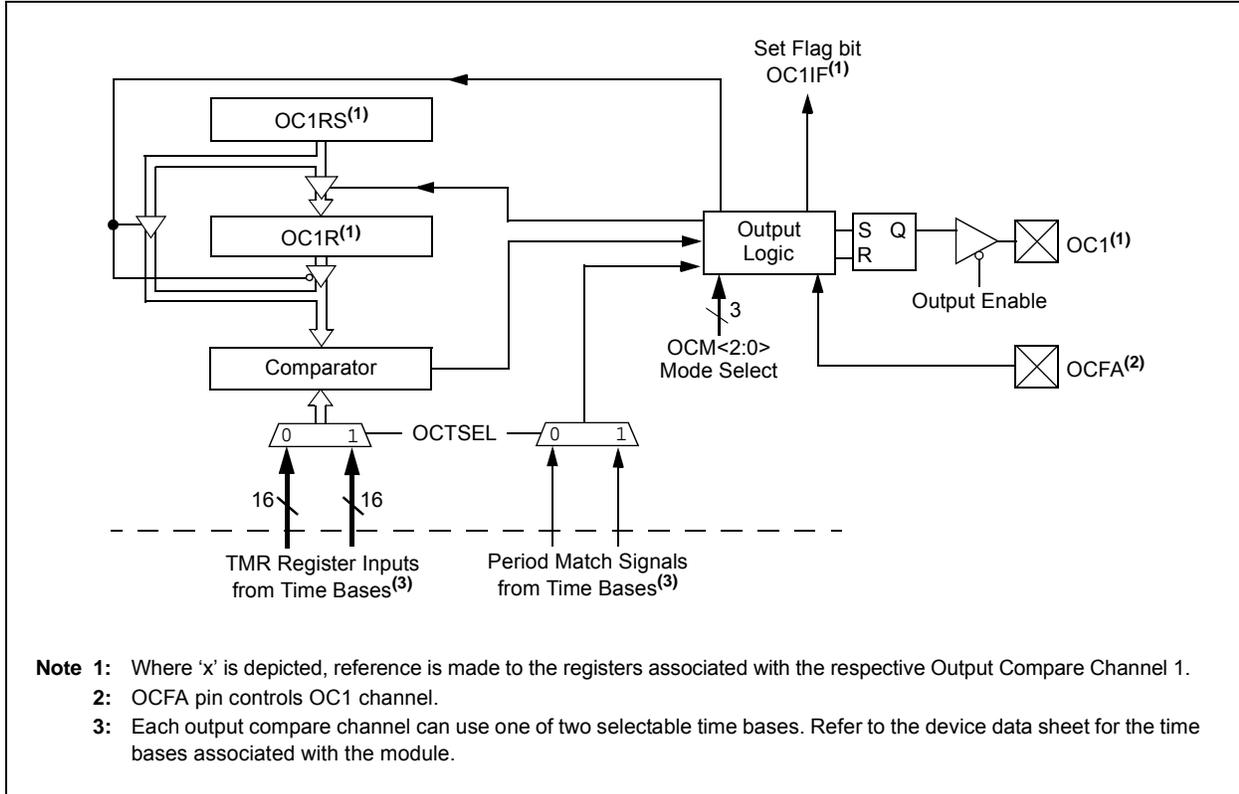 Set Flag bit
OC1IF(1)
OC1RS(1)
OC1R(1)
Output
Logic
S Q
R
OC1(1)
Output Enable
3
OCM<2:0>
Mode Select
OCFA(2)
Comparator
0 1
OCTSEL
0 1
16
16
TMR Register Inputs
from Time Bases(3)
Period Match Signals
from Time Bases(3)
Note 1: Where ‘x’ is depicted, reference is made to the registers associated with the respective Output Compare Channel 1.
2: OCFA pin controls OC1 channel.
3: Each output compare channel can use one of two selectable time bases. Refer to the device data sheet for the time
bases associated with the module.